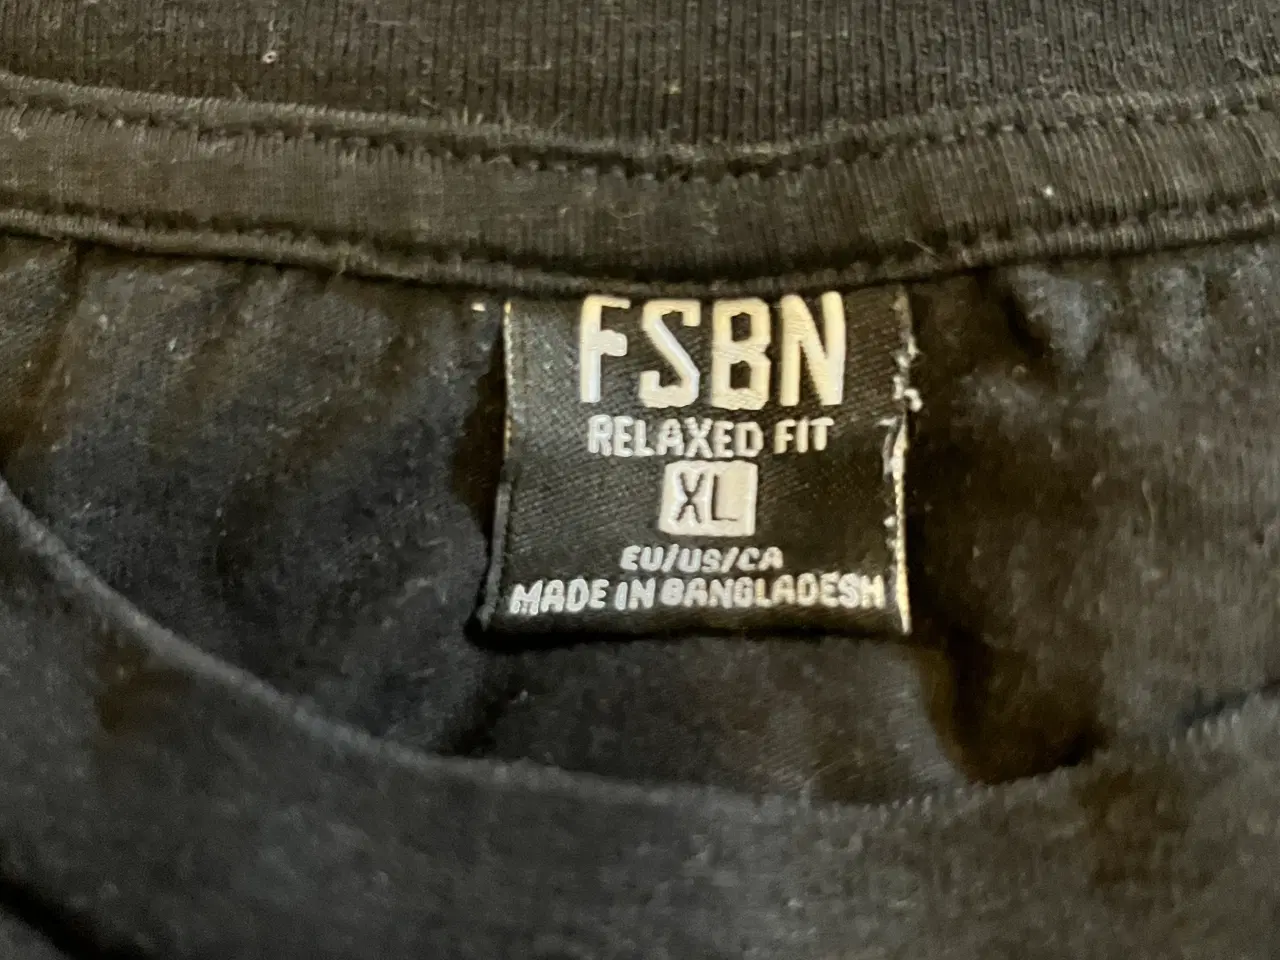 FSBN
RELAXED FIT
XL
EU/US/CA
MADE IN BANGLADESH